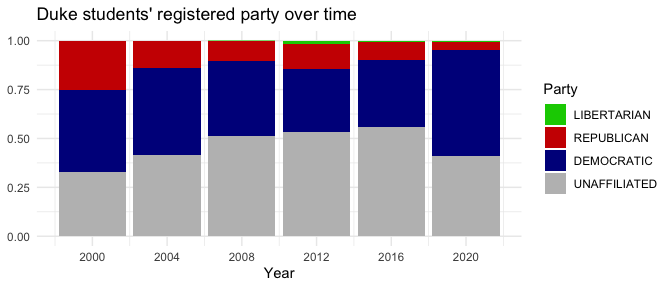 Duke students' registered party over time
1.00
0.75
0.50
0.25
0.00
2000 2004 2008 2012 2016 2020
Year
Party
LIBERTARIAN
REPUBLICAN
DEMOCRATIC
UNAFFILIATED